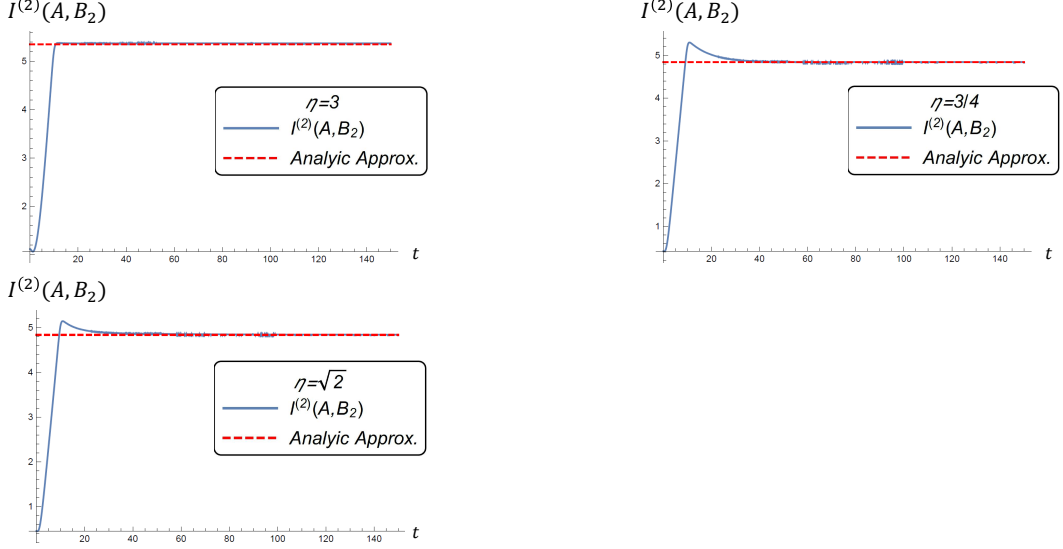 I^(2)(A, B_2)
5
4
3
2
20 40 60 80 100 120 140 t
η=3
I^(2)(A,B_2)
Analyic Approx.
I^(2)(A, B_2)
5
4
3
2
1
20 40 60 80 100 120 140 t
η=3/4
I^(2)(A,B_2)
Analyic Approx.
I^(2)(A, B_2)
5
4
3
2
1
20 40 60 80 100 120 140 t
η=√2
I^(2)(A,B_2)
Analyic Approx.